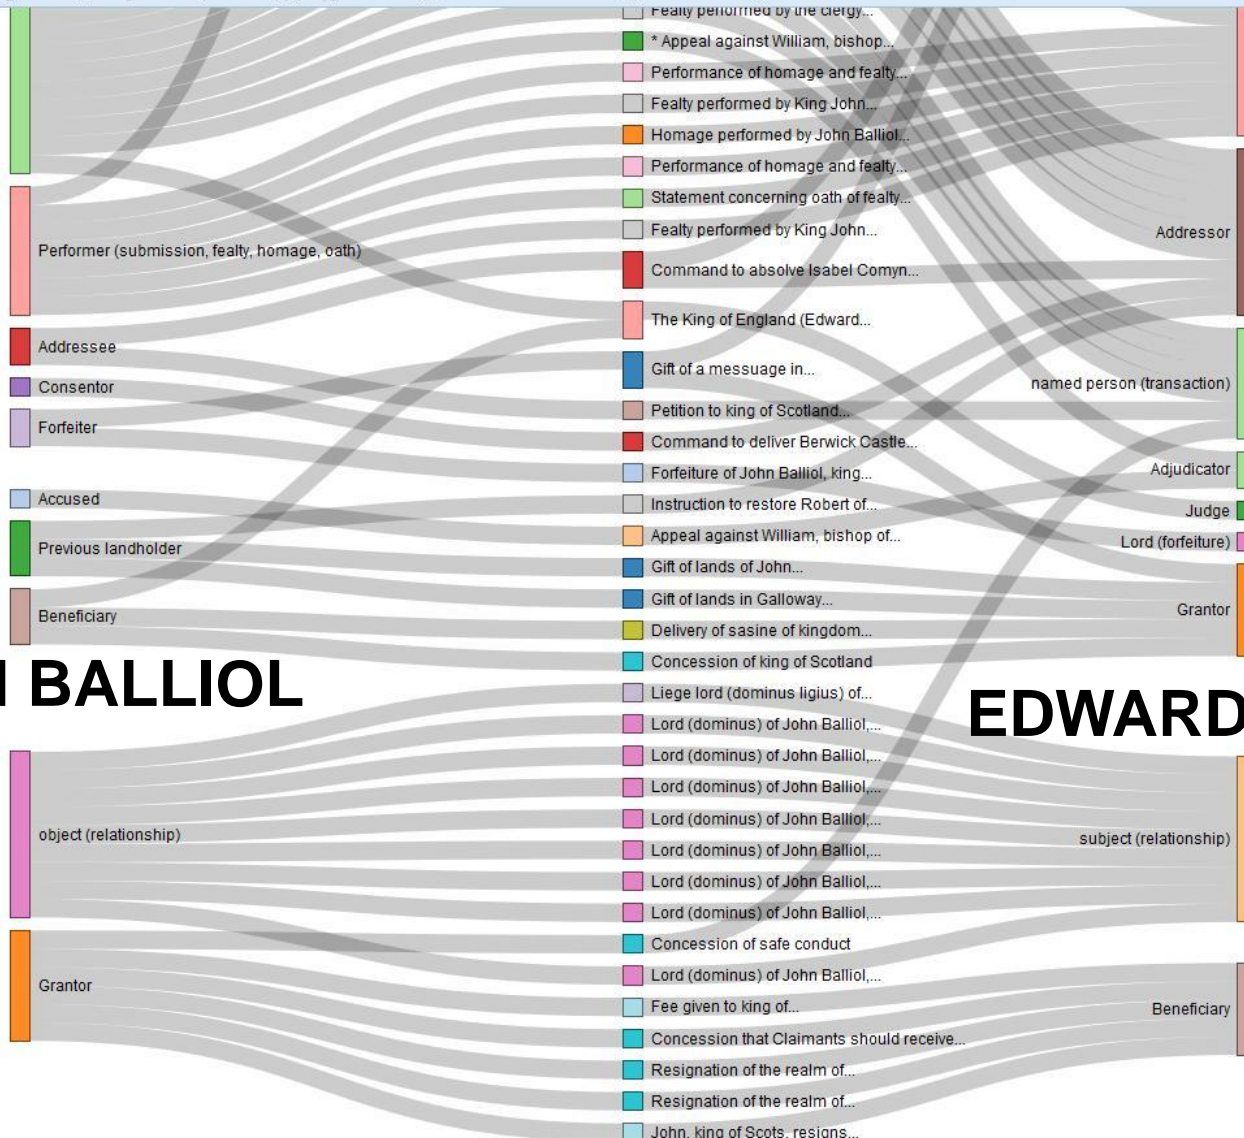 Fealty performed by the clergy...
* Appeal against William, bishop...
Performance of homage and fealty...
Fealty performed by King John...
Homage performed by John Balliol...
Performance of homage and fealty...
Statement concerning oath of fealty...
Fealty performed by King John...
Command to absolve Isabel Comyn...
The King of England (Edward...
Gift of a messuage in...
Petition to king of Scotland...
Command to deliver Berwick Castle...
Forfeiture of John Balliol, king...
Instruction to restore Robert of...
Appeal against William, bishop of...
Gift of lands of John...
Gift of lands in Galloway...
Delivery of sasine of kingdom...
Concession of king of Scotland
Liege lord (dominus ligius) of...
Lord (dominus) of John Balliol,...
Lord (dominus) of John Balliol,...
Lord (dominus) of John Balliol,...
Lord (dominus) of John Balliol,...
Lord (dominus) of John Balliol,...
Lord (dominus) of John Balliol,...
Lord (dominus) of John Balliol,...
Concession of safe conduct
Lord (dominus) of John Balliol,...
Fee given to king of...
Concession that Claimants should receive...
Resignation of the realm of...
Resignation of the realm of...
John, king of Scots, resigns...
Performer (submission, fealty, homage, oath)
Addressee
Consentor
Forfeiter
Accused
Previous landholder
Beneficiary
BALLIOL
object (relationship)
Grantor
Addressor
named person (transaction)
Adjudicator
Judge
Lord (forfeiture)
Grantor
EDWARD
subject (relationship)
Beneficiary